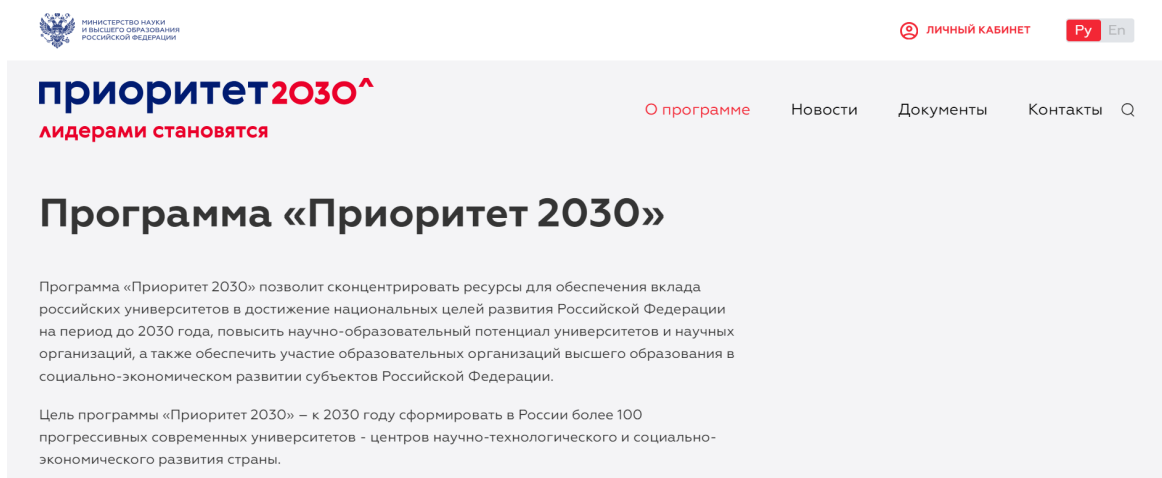 МИНИСТЕРСТВО НАУКИ
И ВЫСШЕГО ОБРАЗОВАНИЯ
РОССИЙСКОЙ ФЕДЕРАЦИИ
ЛИЧНЫЙ КАБИНЕТ
Ру En
приоритет2030^
лидерами становятся
О программе Новости Документы Контакты
Программа «Приоритет 2030»
Программа «Приоритет 2030» позволит сконцентрировать ресурсы для обеспечения вклада
российских университетов в достижение национальных целей развития Российской Федерации
на период до 2030 года, повысить научно-образовательный потенциал университетов и научных
организаций, а также обеспечить участие образовательных организаций высшего образования в
социально-экономическом развитии субъектов Российской Федерации.
Цель программы «Приоритет 2030» – к 2030 году сформировать в России более 100
прогрессивных современных университетов - центров научно-технологического и социально-
экономического развития страны.